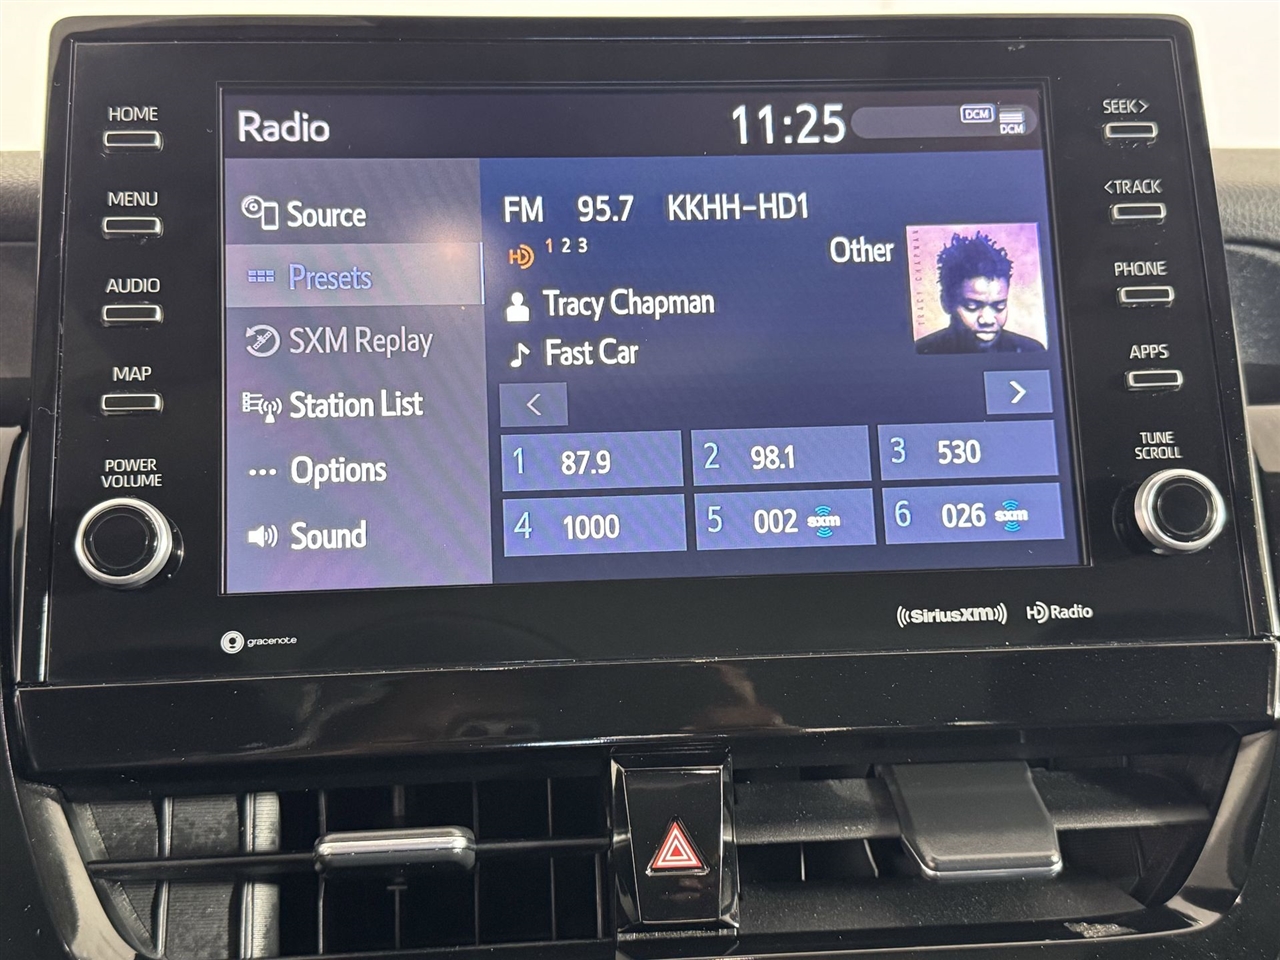 HOME
MENU
AUDIO
MAP
POWER
VOLUME
Radio
11:25
DCM
DCM
Source
Presets
SXM Replay
Station List
Options
Sound
FM 95.7 KKHH-HD1
HD 1 2 3
Other
Tracy Chapman
Fast Car
TRACY CHAPMAN
<
>
1 87.9
2 98.1
3 530
4 1000
5 002 sxm
6 026 sxm
SEEK>
<TRACK
PHONE
APPS
TUNE
SCROLL
gracenote
((SiriusXM))
HD Radio